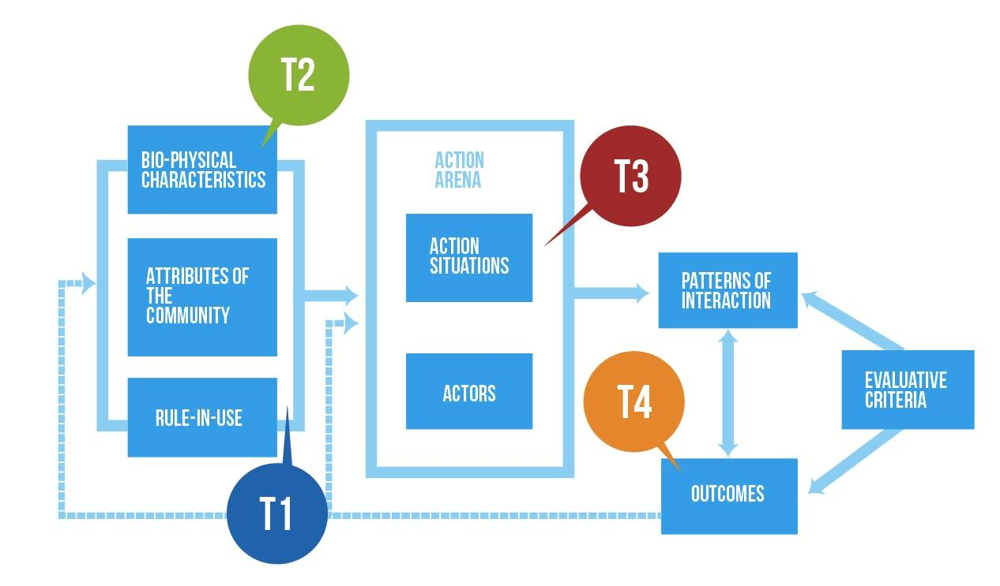 T2
BIO-PHYSICAL
CHARACTERISTICS
ATTRIBUTES OF
THE
COMMUNITY
RULE-IN-USE
T1
ACTION
ARENA
ACTION
SITUATIONS
ACTORS
T3
PATTERNS OF
INTERACTION
T4
OUTCOMES
EVALUATIVE
CRITERIA